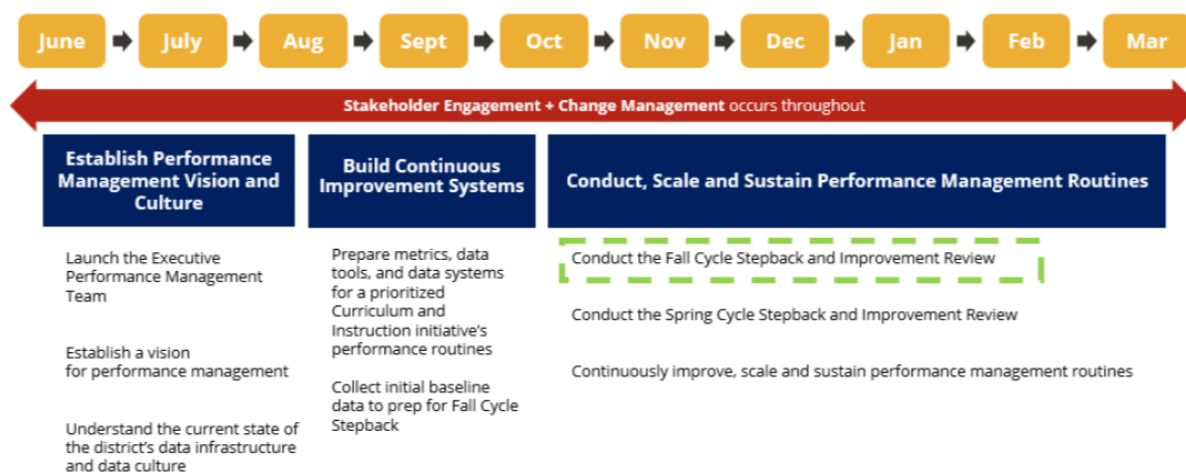 June
July
Aug
Sept
Oct
Nov
Dec
Jan
Feb
Mar
Stakeholder Engagement + Change Management occurs throughout
Establish Performance
Management Vision and
Culture
Launch the Executive
Performance Management
Team
Establish a vision
for performance management
Understand the current state of
the district's data infrastructure
and data culture
Build Continuous
Improvement Systems
Prepare metrics, data
tools, and data systems
for a prioritized
Curriculum and
Instruction initiative's
performance routines
Collect initial baseline
data to prep for Fall Cycle
Stepback
Conduct, Scale and Sustain Performance Management Routines
Conduct the Fall Cycle Stepback and Improvement Review
Conduct the Spring Cycle Stepback and Improvement Review
Continuously improve, scale and sustain performance management routines